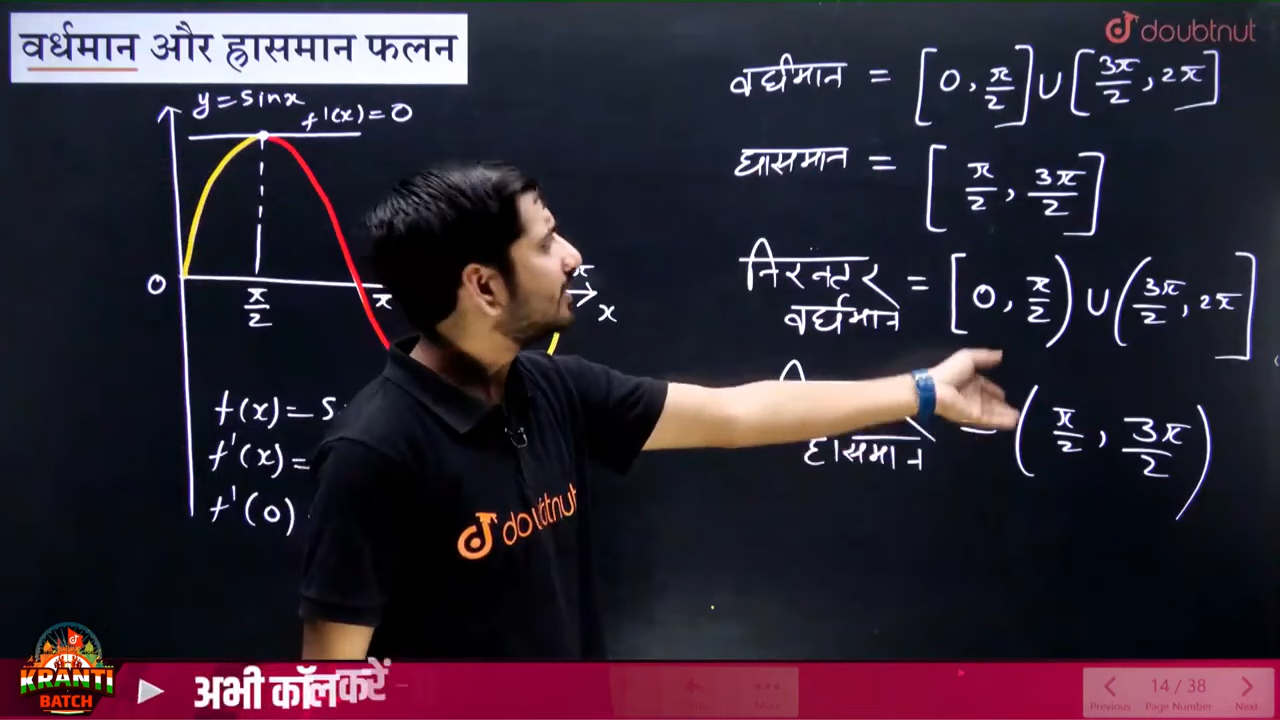 वर्धमान और ह्रासमान फलन
doubtnut
y = sinx
f'(x) = 0
0
π/2
π
x
f(x) = s
f'(x) =
f'(0)
वर्धमान = [0, π/2] ∪ [3π/2, 2π]
ह्रासमान = [π/2, 3π/2]
निरन्तर वर्धमान = [0, π/2) ∪ (3π/2, 2π]
ह्रासमान = (π/2, 3π/2)
doubtnut
KRANTI
BATCH
अभी कॉल करें -
14 / 38
Previous
Page Number
Next